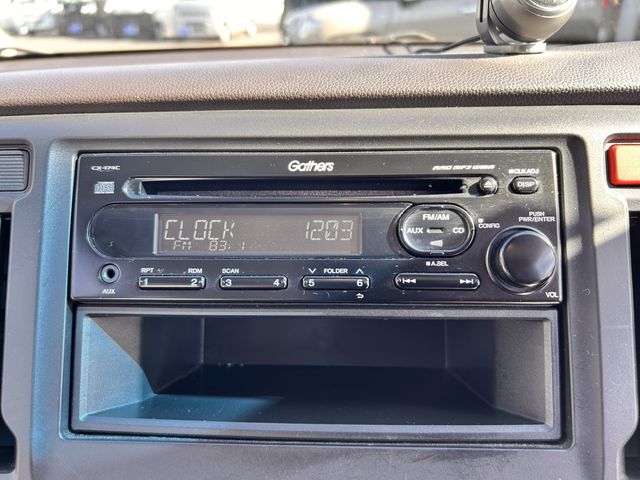 CX-174C
Gathers
AAC MP3 WMA
CLK ADJ
DISP
FM/AM
AUX
CD
CONFIG
PUSH
PWR/ENTER
CLOCK 1203
FM 83.1
A.SEL
VOL
AUX
RPT RDM SCAN FOLDER
1 2 3 4 5 6